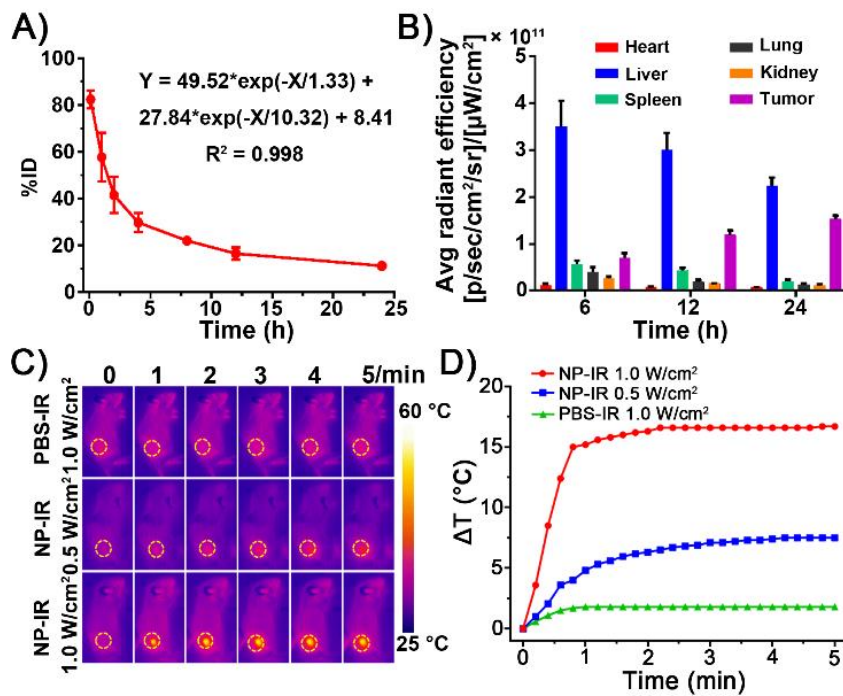 A)
100
80
60
40
20
0
%ID
Y = 49.52*exp(-X/1.33) +
27.84*exp(-X/10.32) + 8.41
R² = 0.998
0 5 10 15 20 25
Time (h)
B)
Avg radiant efficiency
[p/sec/cm²/sr]/[µW/cm²]
× 10¹¹
5
4
3
2
1
0
Heart
Liver
Spleen
Lung
Kidney
Tumor
6 12 24
Time (h)
C)
0 1 2 3 4 5/min
PBS-IR
1.0 W/cm²
NP-IR
0.5 W/cm²
NP-IR
1.0 W/cm²
60 °C
25 °C
D)
NP-IR 1.0 W/cm²
NP-IR 0.5 W/cm²
PBS-IR 1.0 W/cm²
20
15
10
5
0
ΔT (°C)
0 1 2 3 4 5
Time (min)